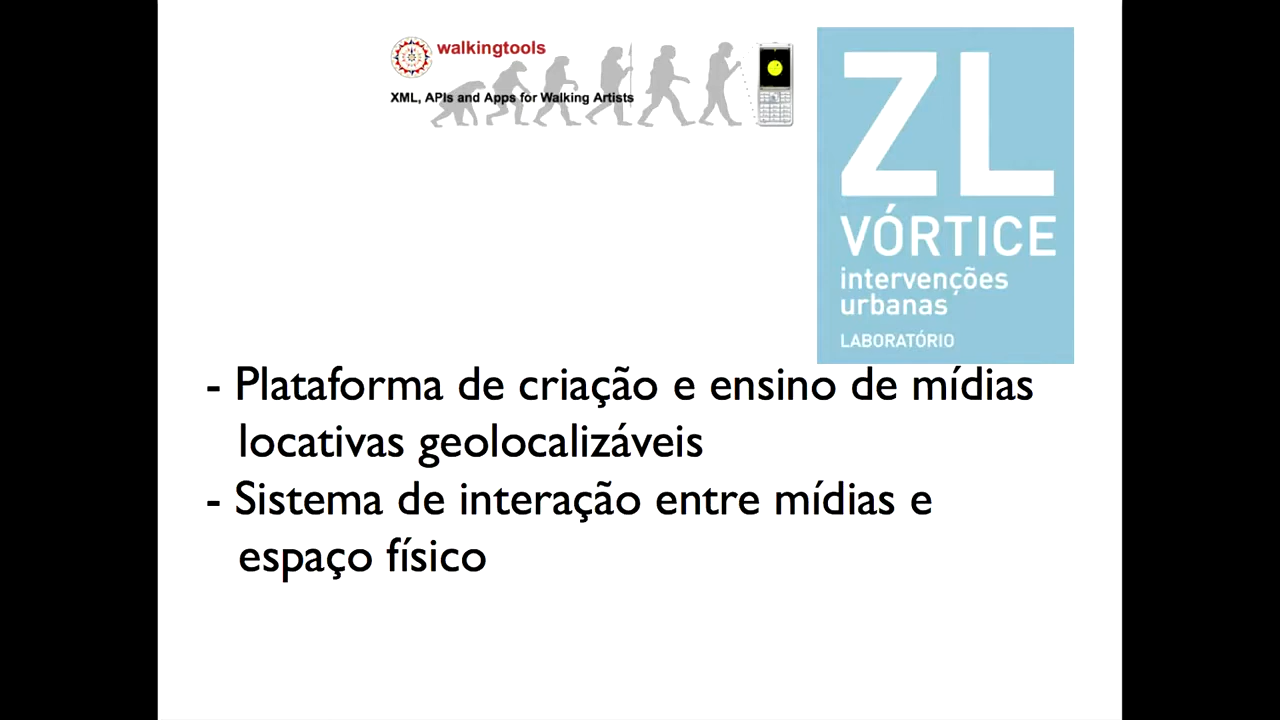 walkingtools
XML, APIs and Apps for Walking Artists
ZL
VÓRTICE
intervenções
urbanas
LABORATÓRIO
- Plataforma de criação e ensino de mídias
locativas geolocalizáveis
- Sistema de interação entre mídias e
espaço físico